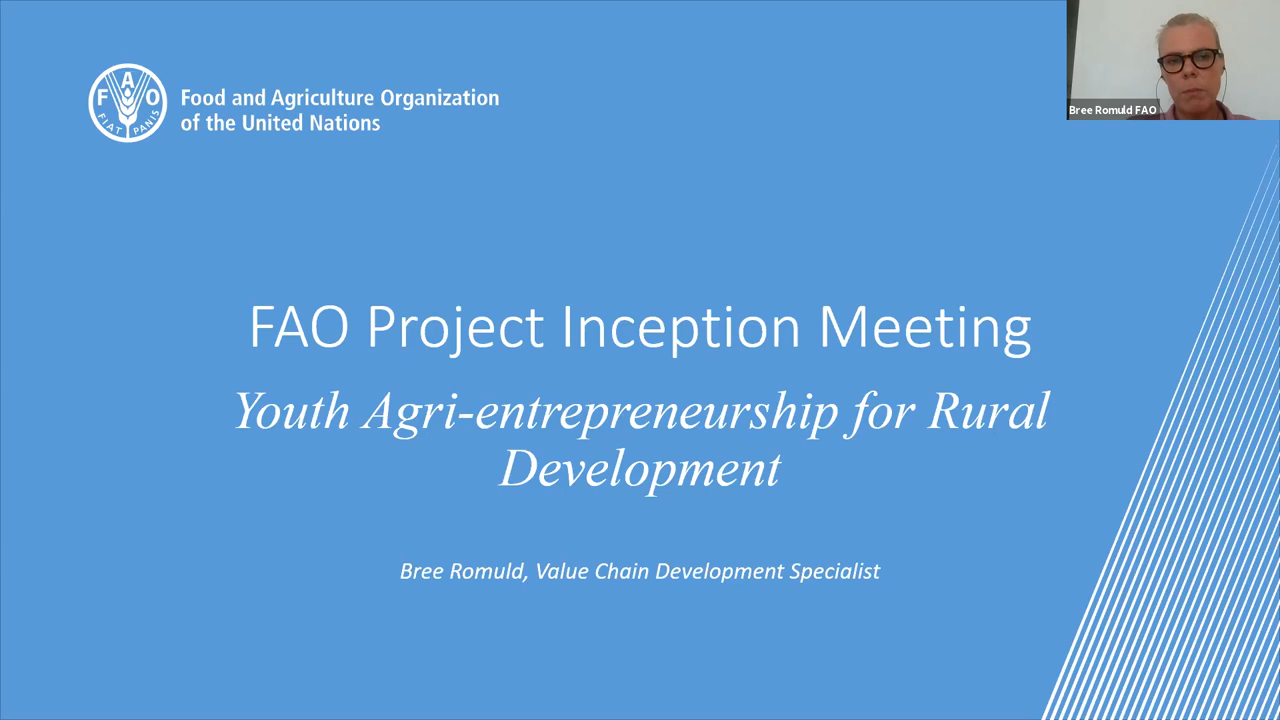 FAO
FIAT PANIS
Food and Agriculture Organization
of the United Nations
Bree Romuld FAO
FAO Project Inception Meeting
Youth Agri-entrepreneurship for Rural
Development
Bree Romuld, Value Chain Development Specialist